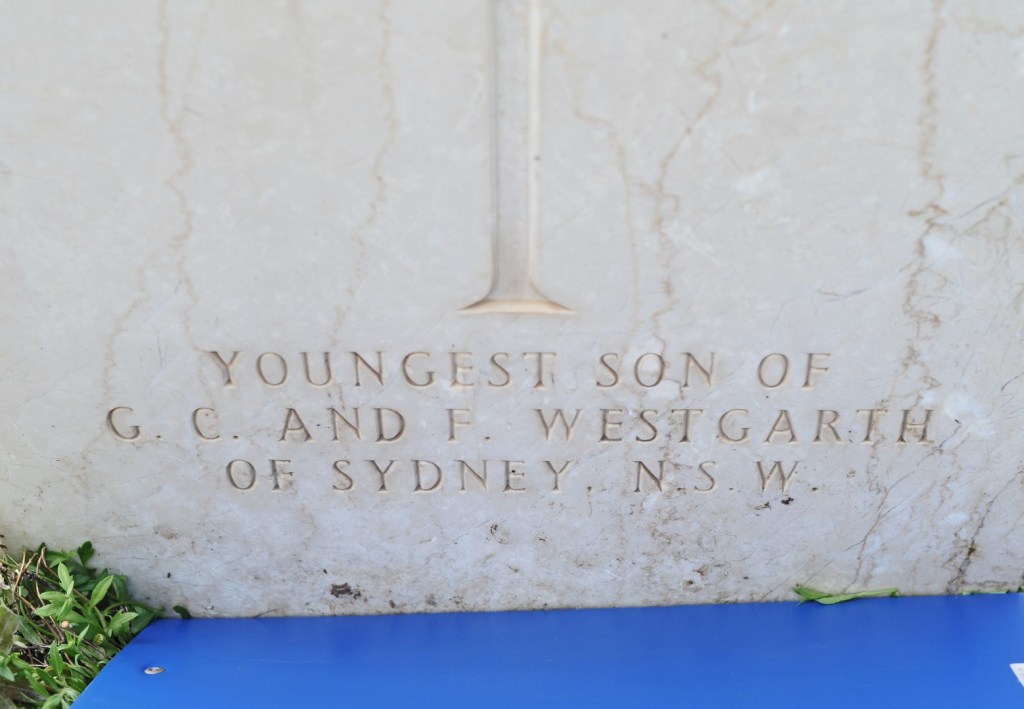 YOUNGEST SON OF
G. C. AND F. WESTGARTH
OF SYDNEY, N.S.W.